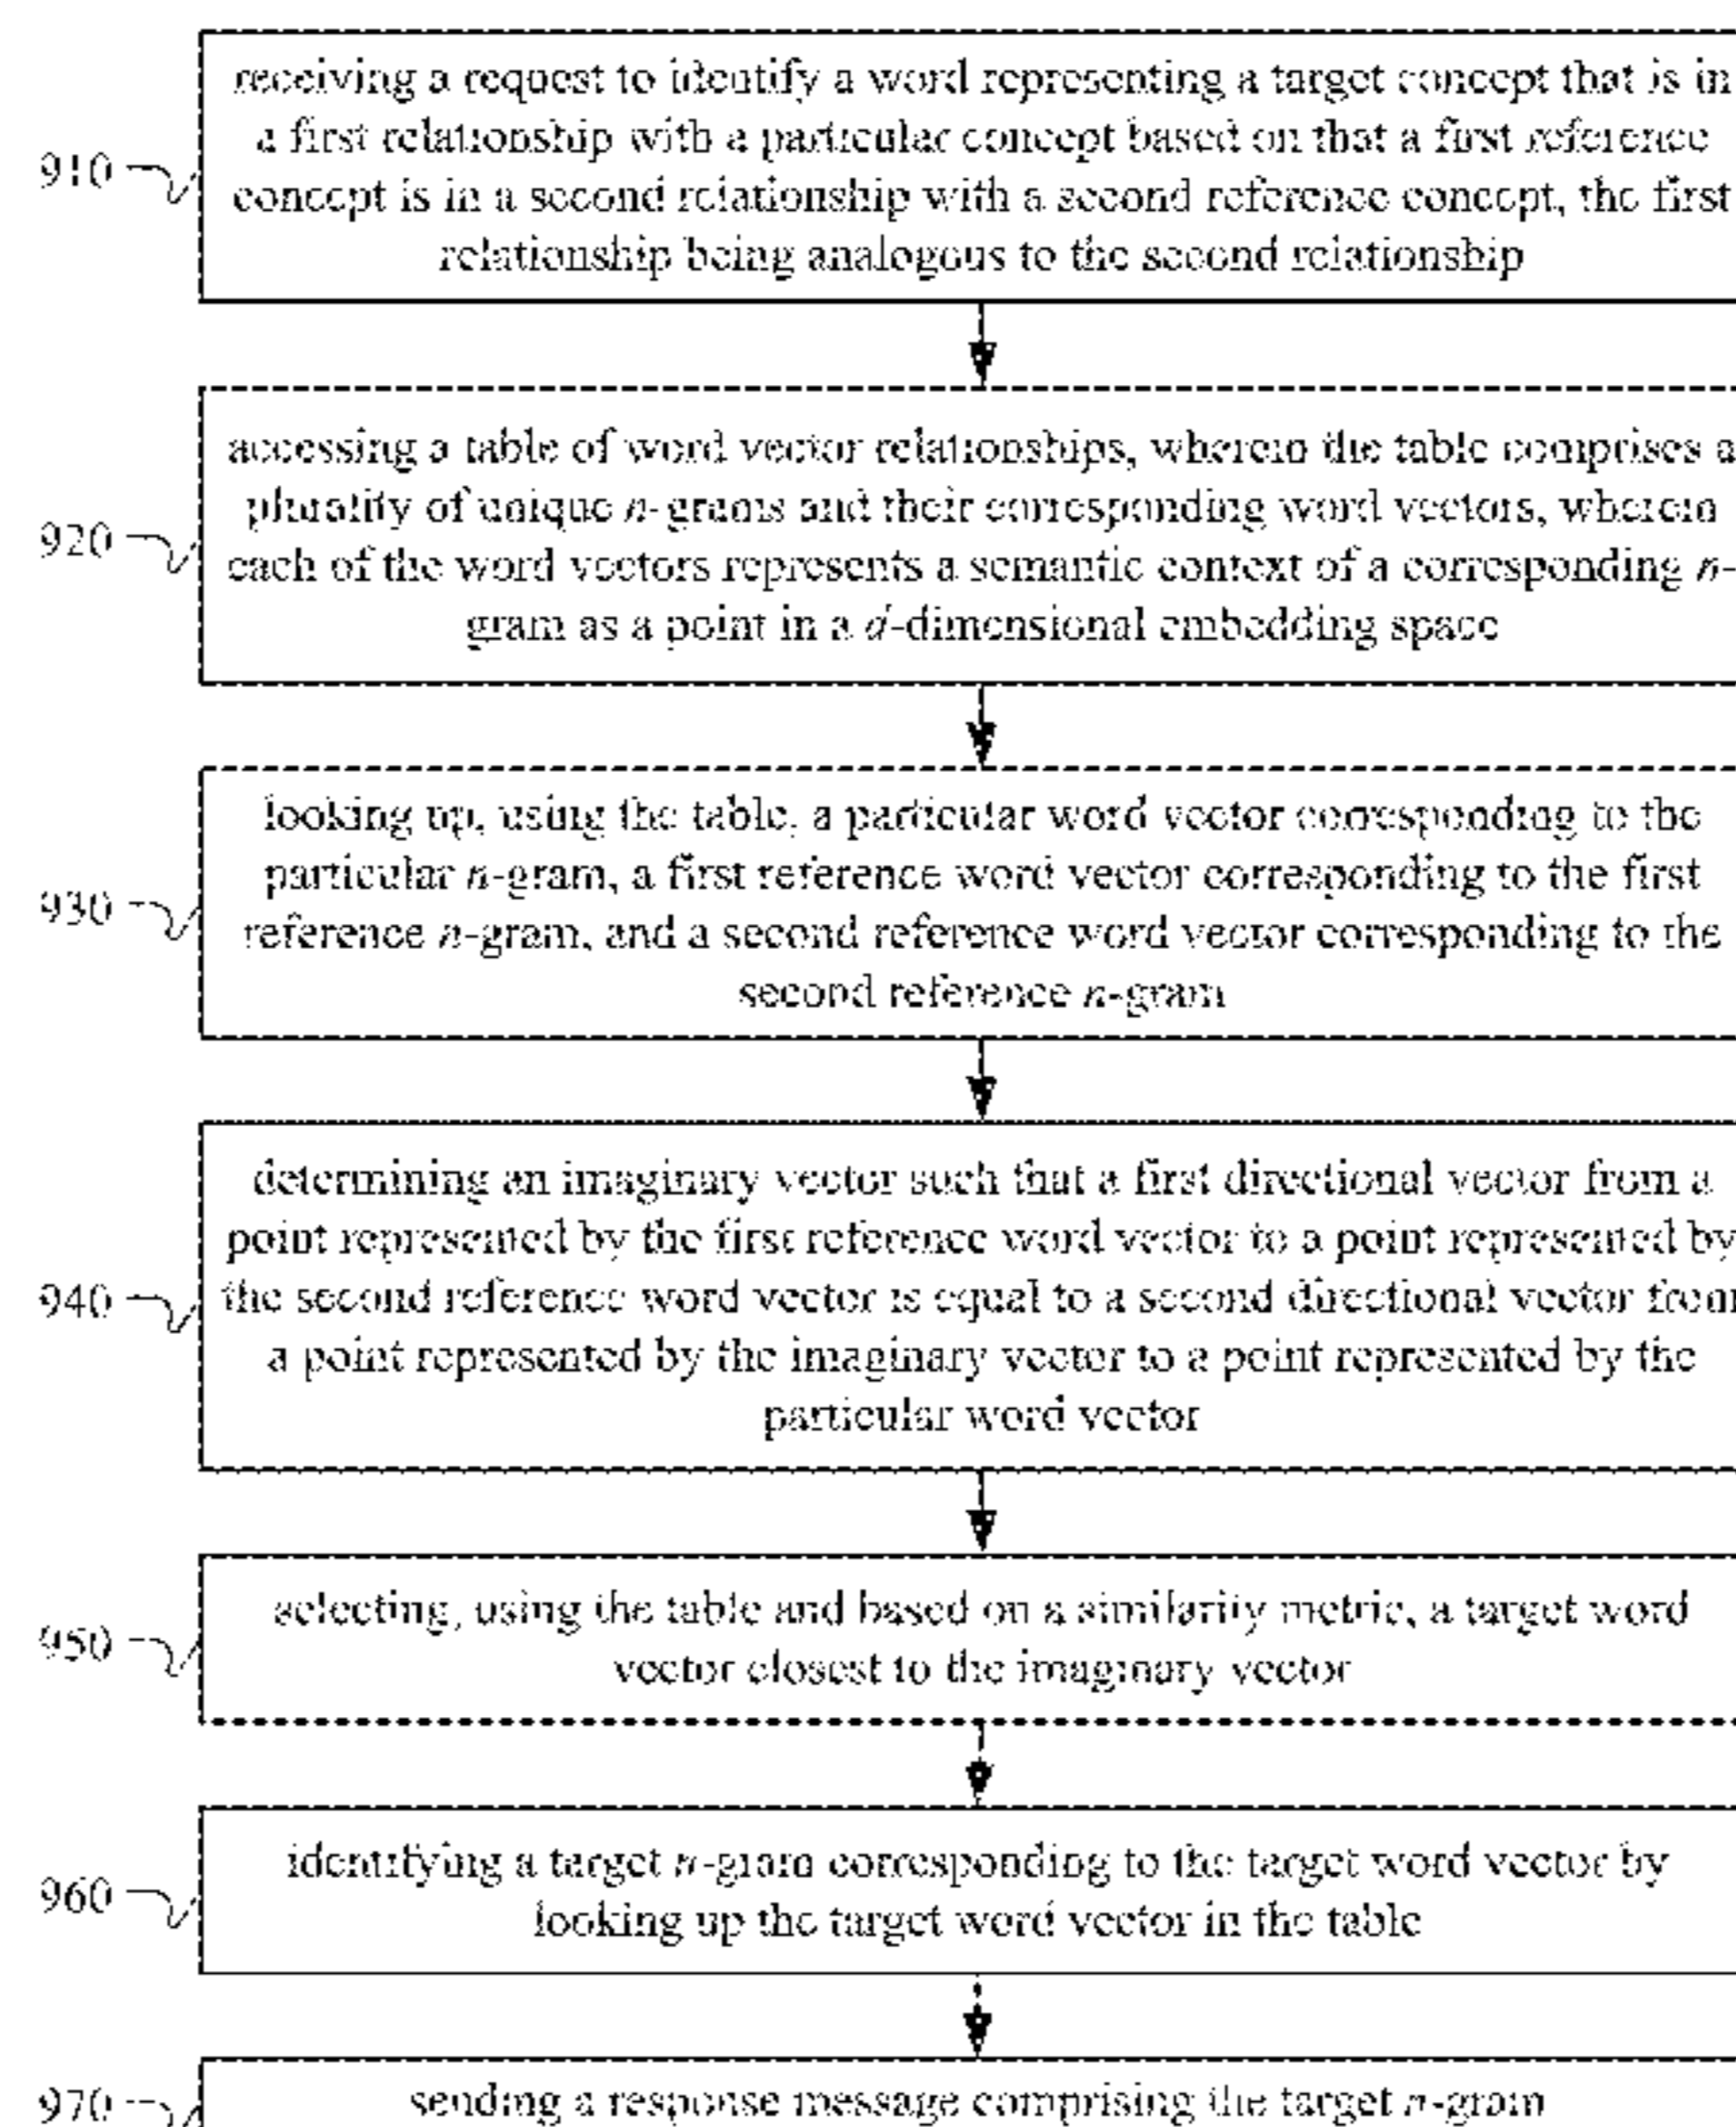 receiving a request to identify a word representing a target concept that is in
a first relationship with a particular concept based on that a first reference
910
concept is in a second relationship with a second reference concept, the first
relationship being analogous to the second relationship
accessing a table of word vector relationships, wherein the table comprises a
plurality of unique n-grams and their corresponding word vectors, wherein
920
each of the word vectors represents a semantic context of a corresponding n-
gram as a point in a d-dimensional embedding space
looking up, using the table, a particular word vector corresponding to the
particular n-gram, a first reference word vector corresponding to the first
930
reference n-gram, and a second reference word vector corresponding to the
second reference n-gram
determining an imaginary vector such that a first directional vector from a
point represented by the first reference word vector to a point represented by
940
the second reference word vector is equal to a second directional vector from
a point represented by the imaginary vector to a point represented by the
particular word vector
selecting, using the table and based on a similarity metric, a target word
950
vector closest to the imaginary vector
identifying a target n-gram corresponding to the target word vector by
960
looking up the target word vector in the table
970
sending a response message comprising the target n-gram